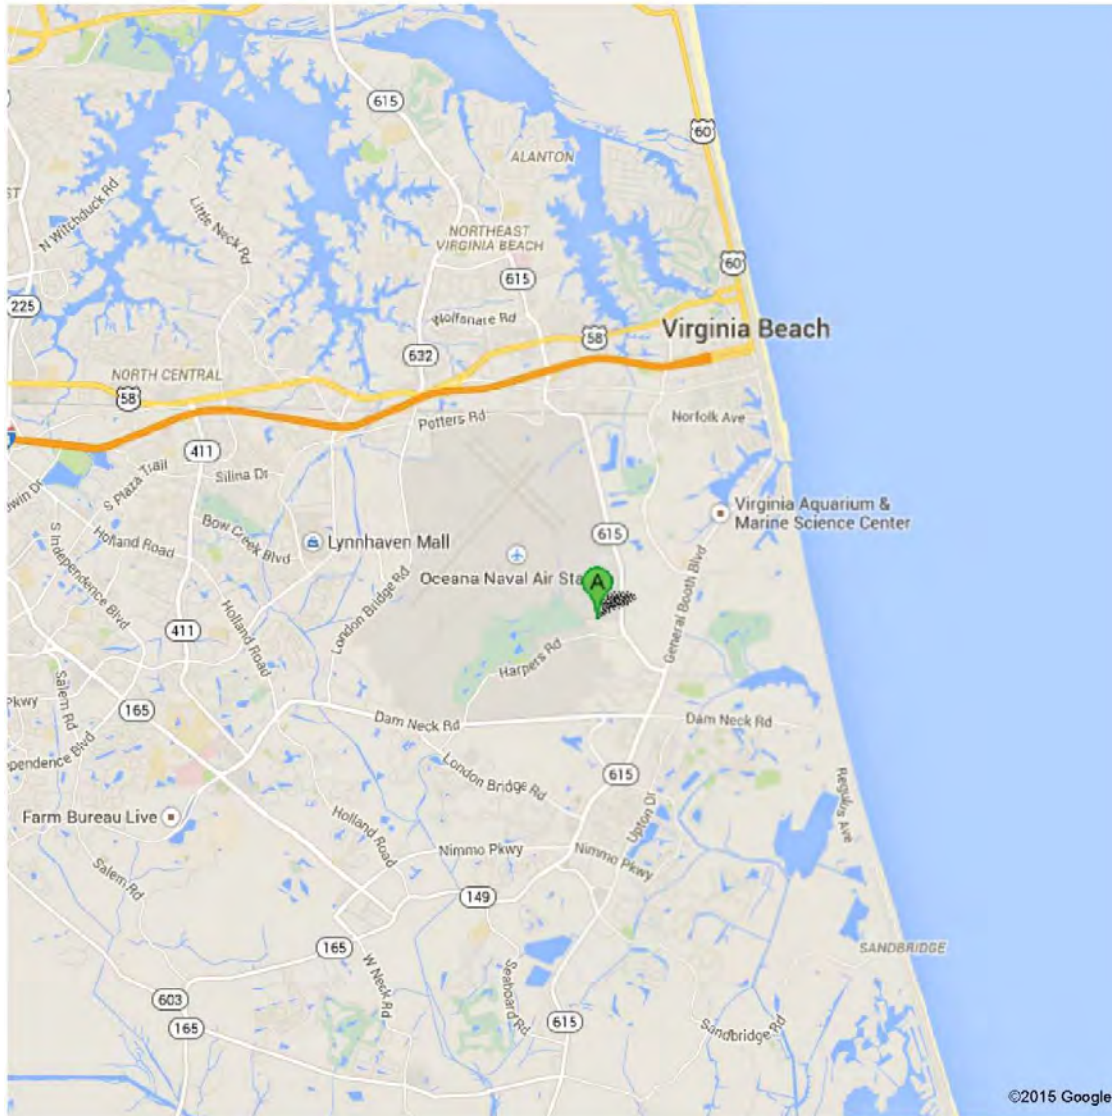 615
60
ALANTON
N Witchduck Rd
Little Neck Rd
NORTHEAST
VIRGINIA BEACH
60
615
225
Wolfsnare Rd
58
Virginia Beach
632
NORTH CENTRAL
58
Potters Rd
Norfolk Ave
411
S Plaza Trail
Silina Dr
Virginia Aquarium &
Marine Science Center
Bow Creek Blvd
Holland Road
S Independence Blvd
Lynnhaven Mall
615
Oceana Naval Air Sta
A
London Bridge Rd
General Booth Blvd
Holland Road
411
Harpers Rd
Salem Rd
Pkwy
165
Dam Neck Rd
Dam Neck Rd
ependence Blvd
London Bridge Rd
615
Regulus Ave
Farm Bureau Live
Upton Dr
Holland Road
Nimmo Pkwy
Nimmo Pkwy
Salem Rd
149
165
SANDBRIDGE
W Neck Rd
Seaboard Rd
603
165
615
Sandbridge Rd
©2015 Google